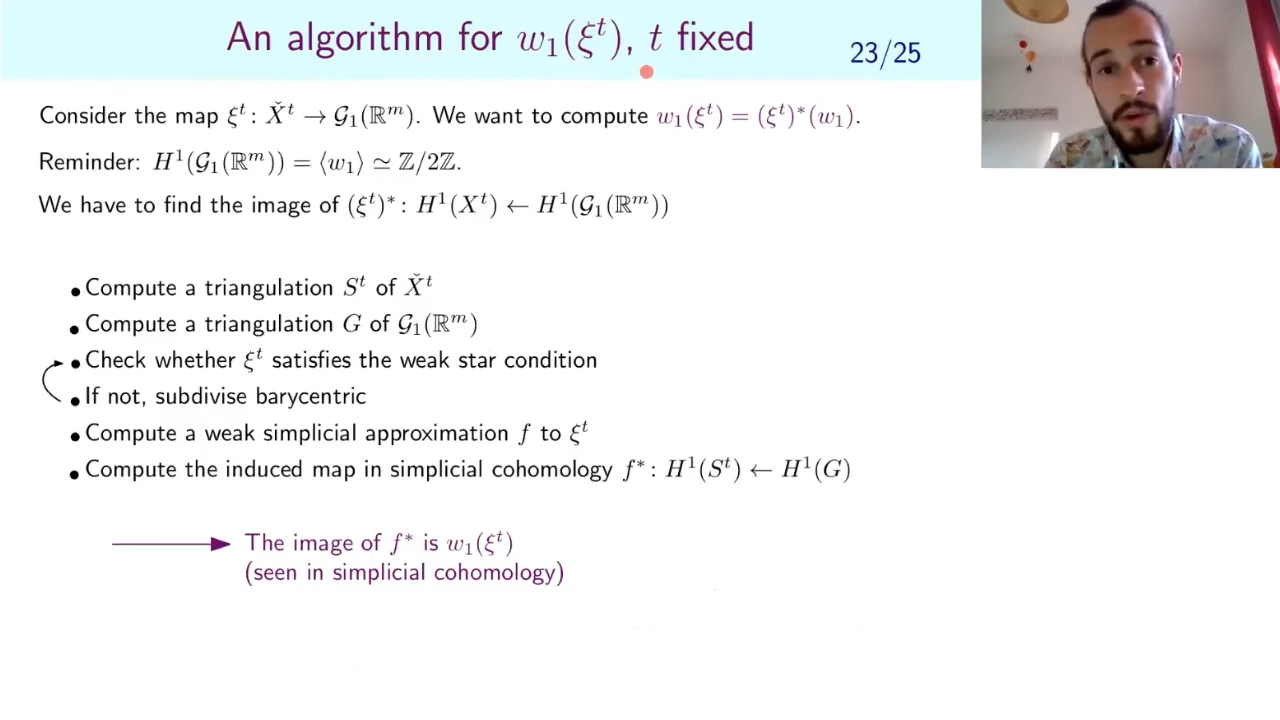 An algorithm for w₁(ξᵗ), t fixed
23/25
Consider the map ξᵗ: X̌ᵗ → 𝒢₁(ℝᵐ). We want to compute w₁(ξᵗ) = (ξᵗ)*(w₁).
Reminder: H¹(𝒢₁(ℝᵐ)) = ⟨w₁⟩ ≃ ℤ/2ℤ.
We have to find the image of (ξᵗ)*: H¹(Xᵗ) ← H¹(𝒢₁(ℝᵐ))
• Compute a triangulation Sᵗ of X̌ᵗ
• Compute a triangulation G of 𝒢₁(ℝᵐ)
• Check whether ξᵗ satisfies the weak star condition
• If not, subdivise barycentric
• Compute a weak simplicial approximation f to ξᵗ
• Compute the induced map in simplicial cohomology f*: H¹(Sᵗ) ← H¹(G)
The image of f* is w₁(ξᵗ)
(seen in simplicial cohomology)